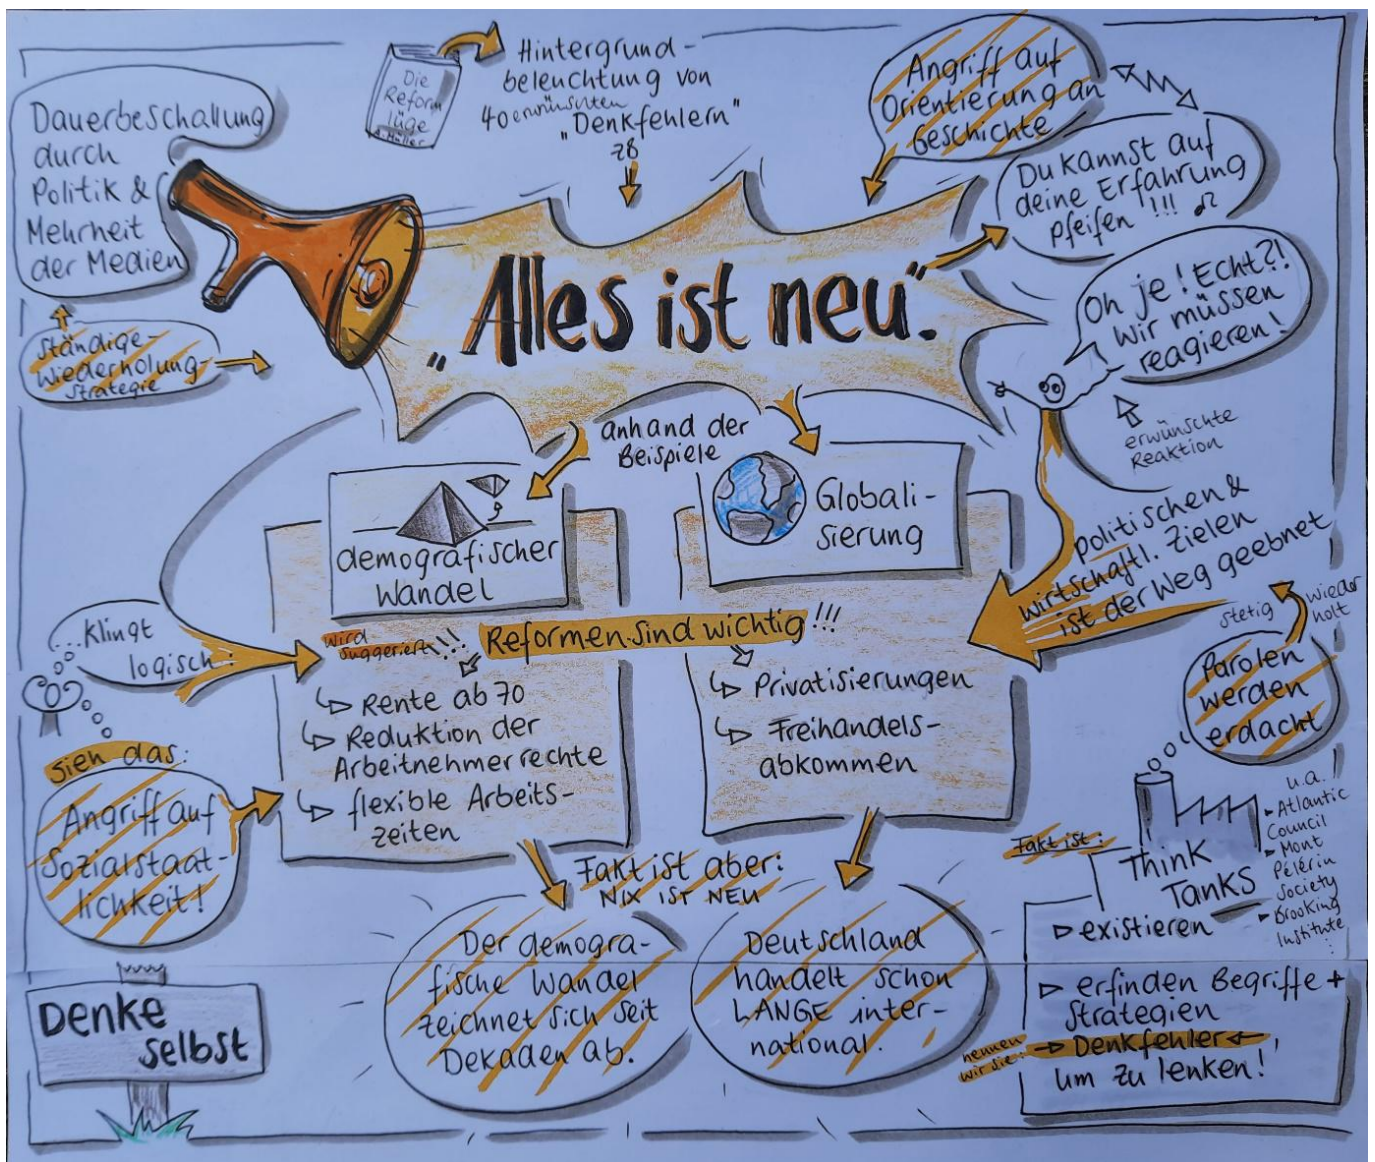 Die
Reform
lüge
A. Müller
Hintergrund-
beleuchtung von
40 erwünschten
„Denkfehlern"
zB
Angriff auf
Orientierung an
Geschichte
Dauerbeschallung
durch
Politik &
Mehrheit
der Medien
Du kannst auf
deine Erfahrung
pfeifen!!!
„Alles ist neu".
Oh je! Echt?!
Wir müssen
reagieren!
erwünschte
Reaktion
Ständige-
Wiederholung-
strategie
anhand der
Beispiele
demografischer
Wandel
Globali-
sierung
politischen &
wirtschaftl. Zielen
ist der Weg geebnet
...Klingt
logisch:
wird
suggeriert!!!
Reformen sind wichtig!!!
Rente ab 70
Reduktion der
Arbeitnehmerrechte
flexible Arbeits-
zeiten
Privatisierungen
Freihandels-
abkommen
stetig
wieder
holt
Parolen
werden
erdacht
Sieh das:
Angriff auf
Sozialstaat-
lichkeit!
Fakt ist aber:
NIX IST NEU
Der demogra-
fische Wandel
zeichnet sich seit
Dekaden ab.
Deutschland
handelt schon
LANGE inter-
national.
Fakt ist:
Think
Tanks
u.a.
Atlantic
Council
Mont
Pélérin
Society
Brooking
Institute
⋮
existieren
erfinden Begriffe +
Strategien
nennen
wir sie:
Denkfehler,
um zu lenken!
Denke
selbst